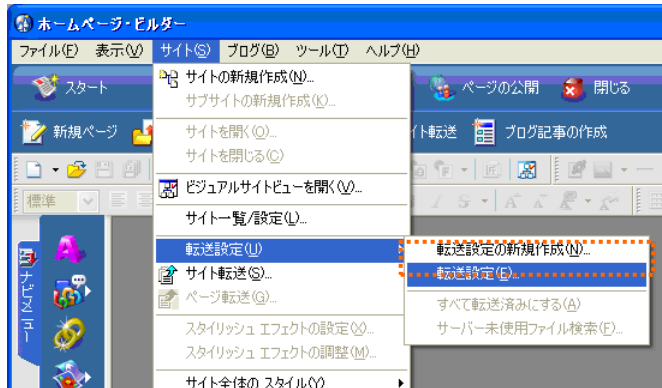 ホームページ・ビルダー
ファイル(F) 表示(V) サイト(S) ブログ(B) ツール(T) ヘルプ(H)
スタート
ページの公開 閉じる
新規ページ
イト転送 ブログ記事の作成
標準
サイトの新規作成(N)...
サブサイトの新規作成(K)...
サイトを開く(O)...
サイトを閉じる(C)
ビジュアルサイトビューを開く(W)...
サイト一覧/設定(L)...
転送設定(U)
サイト転送(S)...
ページ転送(G)...
スタイリッシュ エフェクトの設定(X)...
スタイリッシュ エフェクトの調整(M)...
サイト全体の スタイル(Y)
転送設定の新規作成(N)...
転送設定(E)...
すべて転送済みにする(A)
サーバー未使用ファイル検索(F)...
ナビメニュー